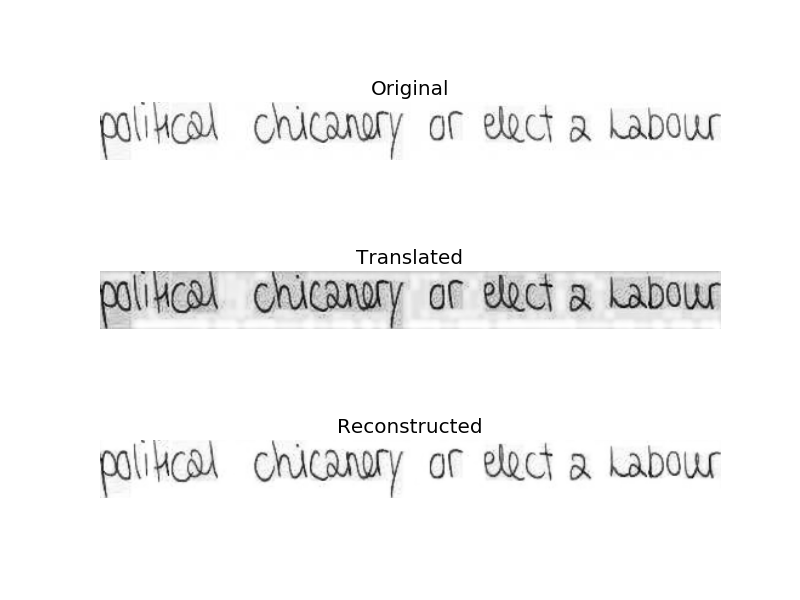 Original
political chicanery or elect a Labour
Translated
political chicanery or elect a Labour
Reconstructed
political chicanery or elect a Labour